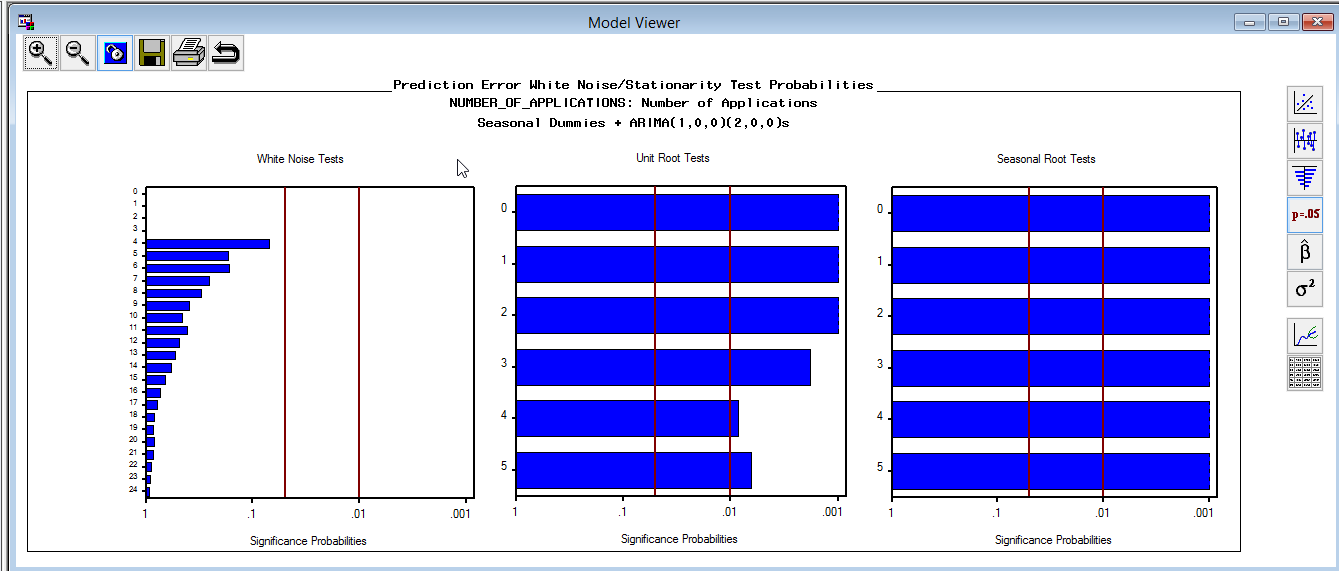 Model Viewer
Prediction Error White Noise/Stationarity Test Probabilities
NUMBER_OF_APPLICATIONS: Number of Applications
Seasonal Dummies + ARIMA(1,0,0)(2,0,0)s
White Noise Tests
0
1
2
3
4
5
6
7
8
9
10
11
12
13
14
15
16
17
18
19
20
21
22
23
24
1 .1 .01 .001
Significance Probabilities
Unit Root Tests
0
1
2
3
4
5
1 .1 .01 .001
Significance Probabilities
Seasonal Root Tests
0
1
2
3
4
5
1 .1 .01 .001
Significance Probabilities
p=.05
β̂
σ²